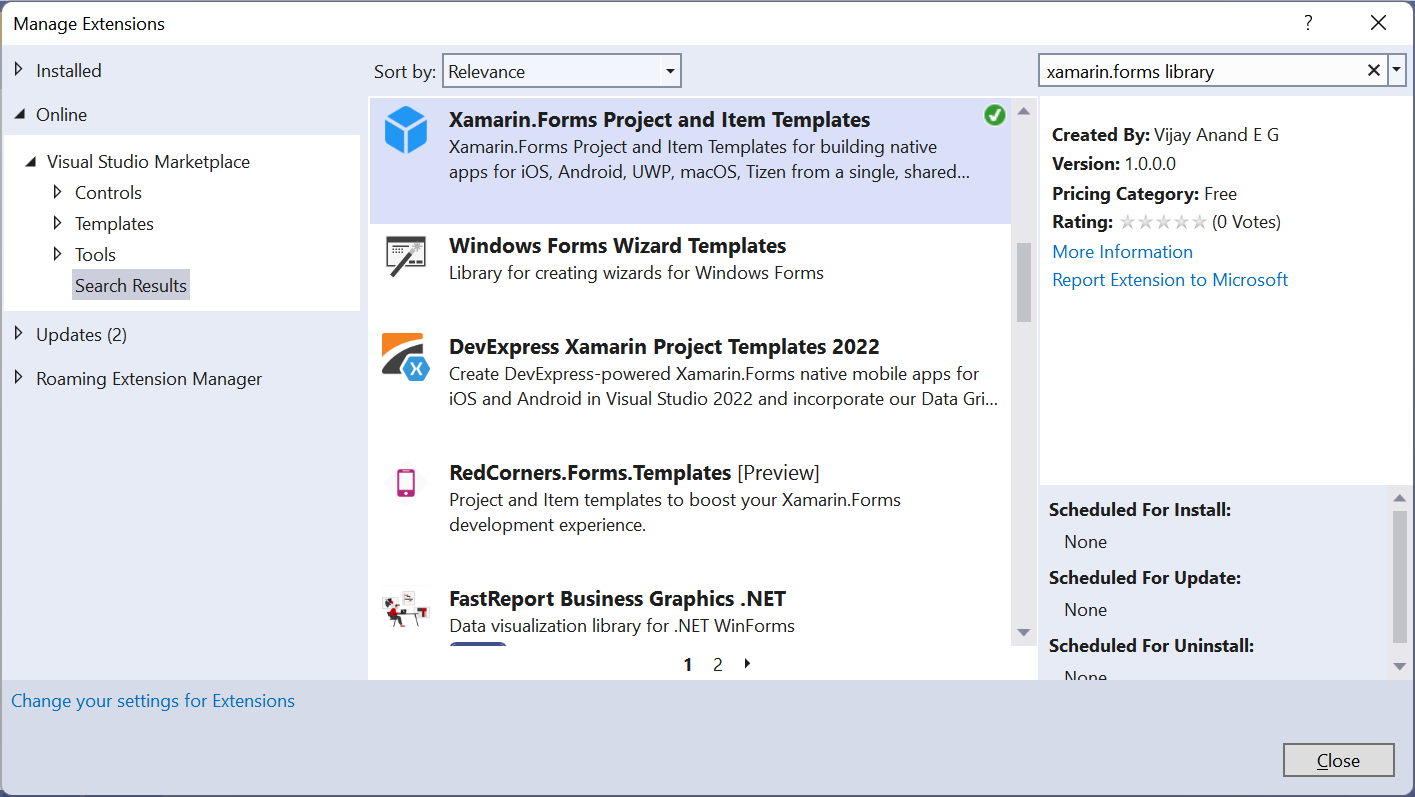 Manage Extensions
?
Installed
Online
Visual Studio Marketplace
Controls
Templates
Tools
Search Results
Updates (2)
Roaming Extension Manager
Sort by: Relevance
Xamarin.Forms Project and Item Templates
Xamarin.Forms Project and Item Templates for building native
apps for iOS, Android, UWP, macOS, Tizen from a single, shared...
Windows Forms Wizard Templates
Library for creating wizards for Windows Forms
DevExpress Xamarin Project Templates 2022
Create DevExpress-powered Xamarin.Forms native mobile apps for
iOS and Android in Visual Studio 2022 and incorporate our Data Gri...
RedCorners.Forms.Templates [Preview]
Project and Item templates to boost your Xamarin.Forms
development experience.
FastReport Business Graphics .NET
Data visualization library for .NET WinForms
1 2
xamarin.forms library
Created By: Vijay Anand E G
Version: 1.0.0.0
Pricing Category: Free
Rating: (0 Votes)
More Information
Report Extension to Microsoft
Scheduled For Install:
None
Scheduled For Update:
None
Scheduled For Uninstall:
None
Change your settings for Extensions
Close